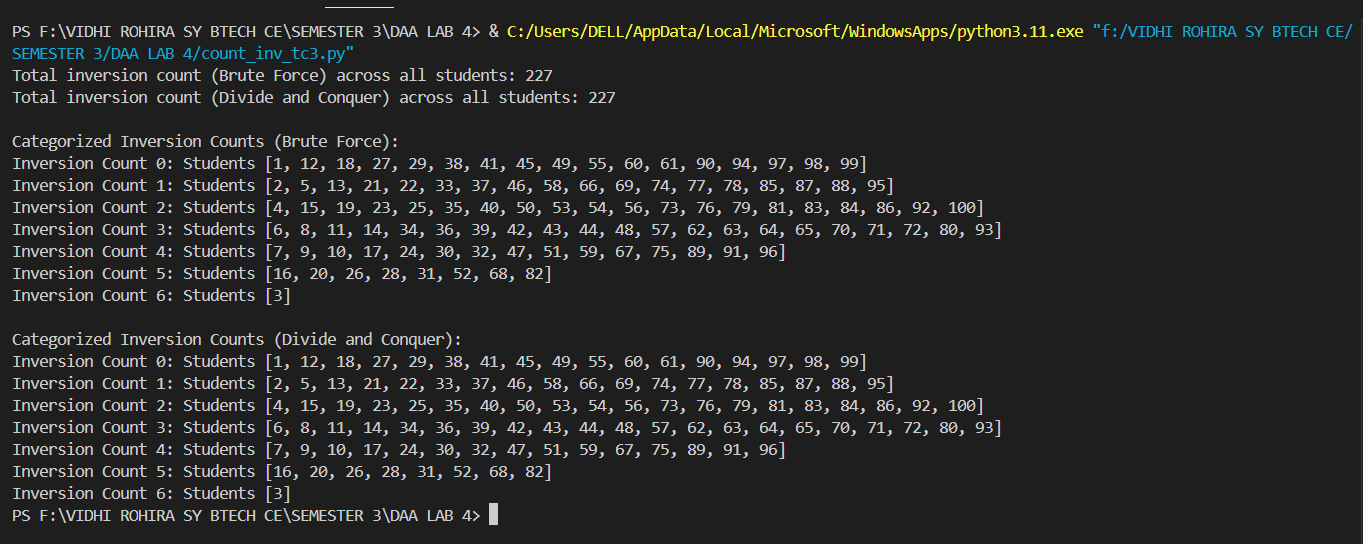 PS F:\VIDHI ROHIRA SY BTECH CE\SEMESTER 3\DAA LAB 4> & C:/Users/DELL/AppData/Local/Microsoft/WindowsApps/python3.11.exe "f:/VIDHI ROHIRA SY BTECH CE/
SEMESTER 3/DAA LAB 4/count_inv_tc3.py"
Total inversion count (Brute Force) across all students: 227
Total inversion count (Divide and Conquer) across all students: 227
Categorized Inversion Counts (Brute Force):
Inversion Count 0: Students [1, 12, 18, 27, 29, 38, 41, 45, 49, 55, 60, 61, 90, 94, 97, 98, 99]
Inversion Count 1: Students [2, 5, 13, 21, 22, 33, 37, 46, 58, 66, 69, 74, 77, 78, 85, 87, 88, 95]
Inversion Count 2: Students [4, 15, 19, 23, 25, 35, 40, 50, 53, 54, 56, 73, 76, 79, 81, 83, 84, 86, 92, 100]
Inversion Count 3: Students [6, 8, 11, 14, 34, 36, 39, 42, 43, 44, 48, 57, 62, 63, 64, 65, 70, 71, 72, 80, 93]
Inversion Count 4: Students [7, 9, 10, 17, 24, 30, 32, 47, 51, 59, 67, 75, 89, 91, 96]
Inversion Count 5: Students [16, 20, 26, 28, 31, 52, 68, 82]
Inversion Count 6: Students [3]
Categorized Inversion Counts (Divide and Conquer):
Inversion Count 0: Students [1, 12, 18, 27, 29, 38, 41, 45, 49, 55, 60, 61, 90, 94, 97, 98, 99]
Inversion Count 1: Students [2, 5, 13, 21, 22, 33, 37, 46, 58, 66, 69, 74, 77, 78, 85, 87, 88, 95]
Inversion Count 2: Students [4, 15, 19, 23, 25, 35, 40, 50, 53, 54, 56, 73, 76, 79, 81, 83, 84, 86, 92, 100]
Inversion Count 3: Students [6, 8, 11, 14, 34, 36, 39, 42, 43, 44, 48, 57, 62, 63, 64, 65, 70, 71, 72, 80, 93]
Inversion Count 4: Students [7, 9, 10, 17, 24, 30, 32, 47, 51, 59, 67, 75, 89, 91, 96]
Inversion Count 5: Students [16, 20, 26, 28, 31, 52, 68, 82]
Inversion Count 6: Students [3]
PS F:\VIDHI ROHIRA SY BTECH CE\SEMESTER 3\DAA LAB 4>